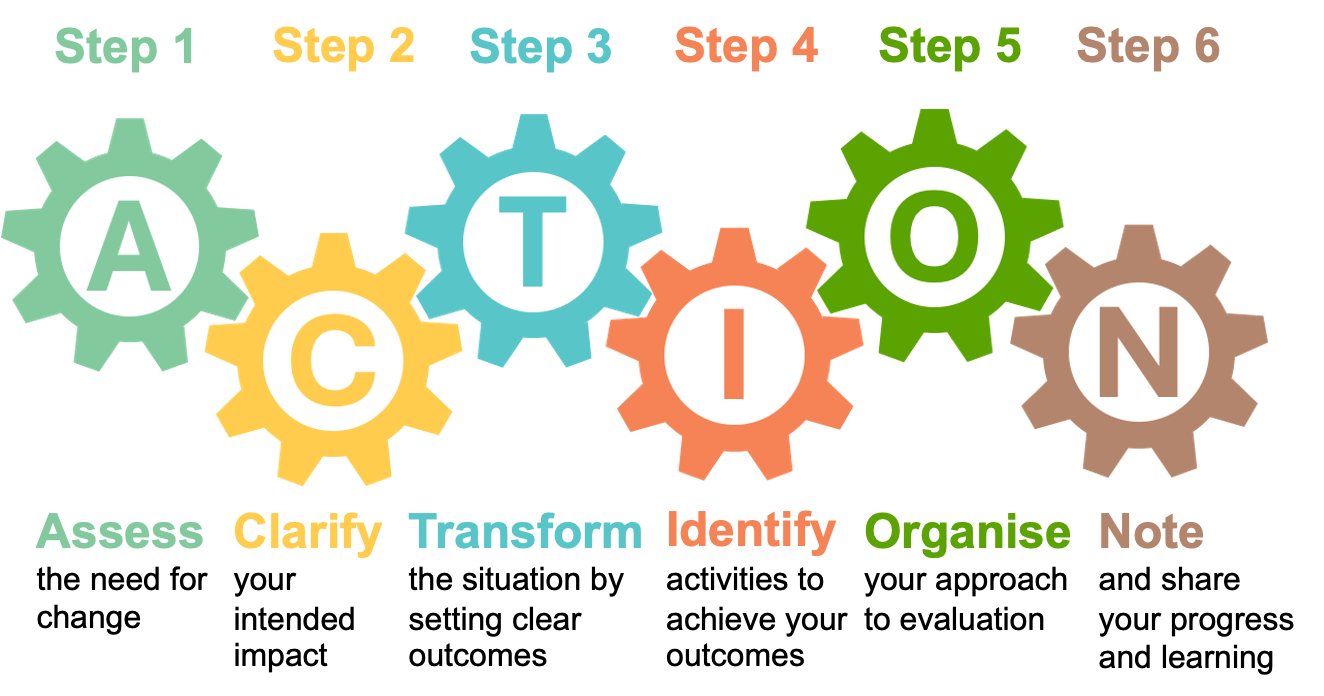 Step 1
Step 2
Step 3
Step 4
Step 5
Step 6
A
C
T
I
O
N
Assess
the need for
change
Clarify
your
intended
impact
Transform
the situation by
setting clear
outcomes
Identify
activities to
achieve your
outcomes
Organise
your approach
to evaluation
Note
and share
your progress
and learning